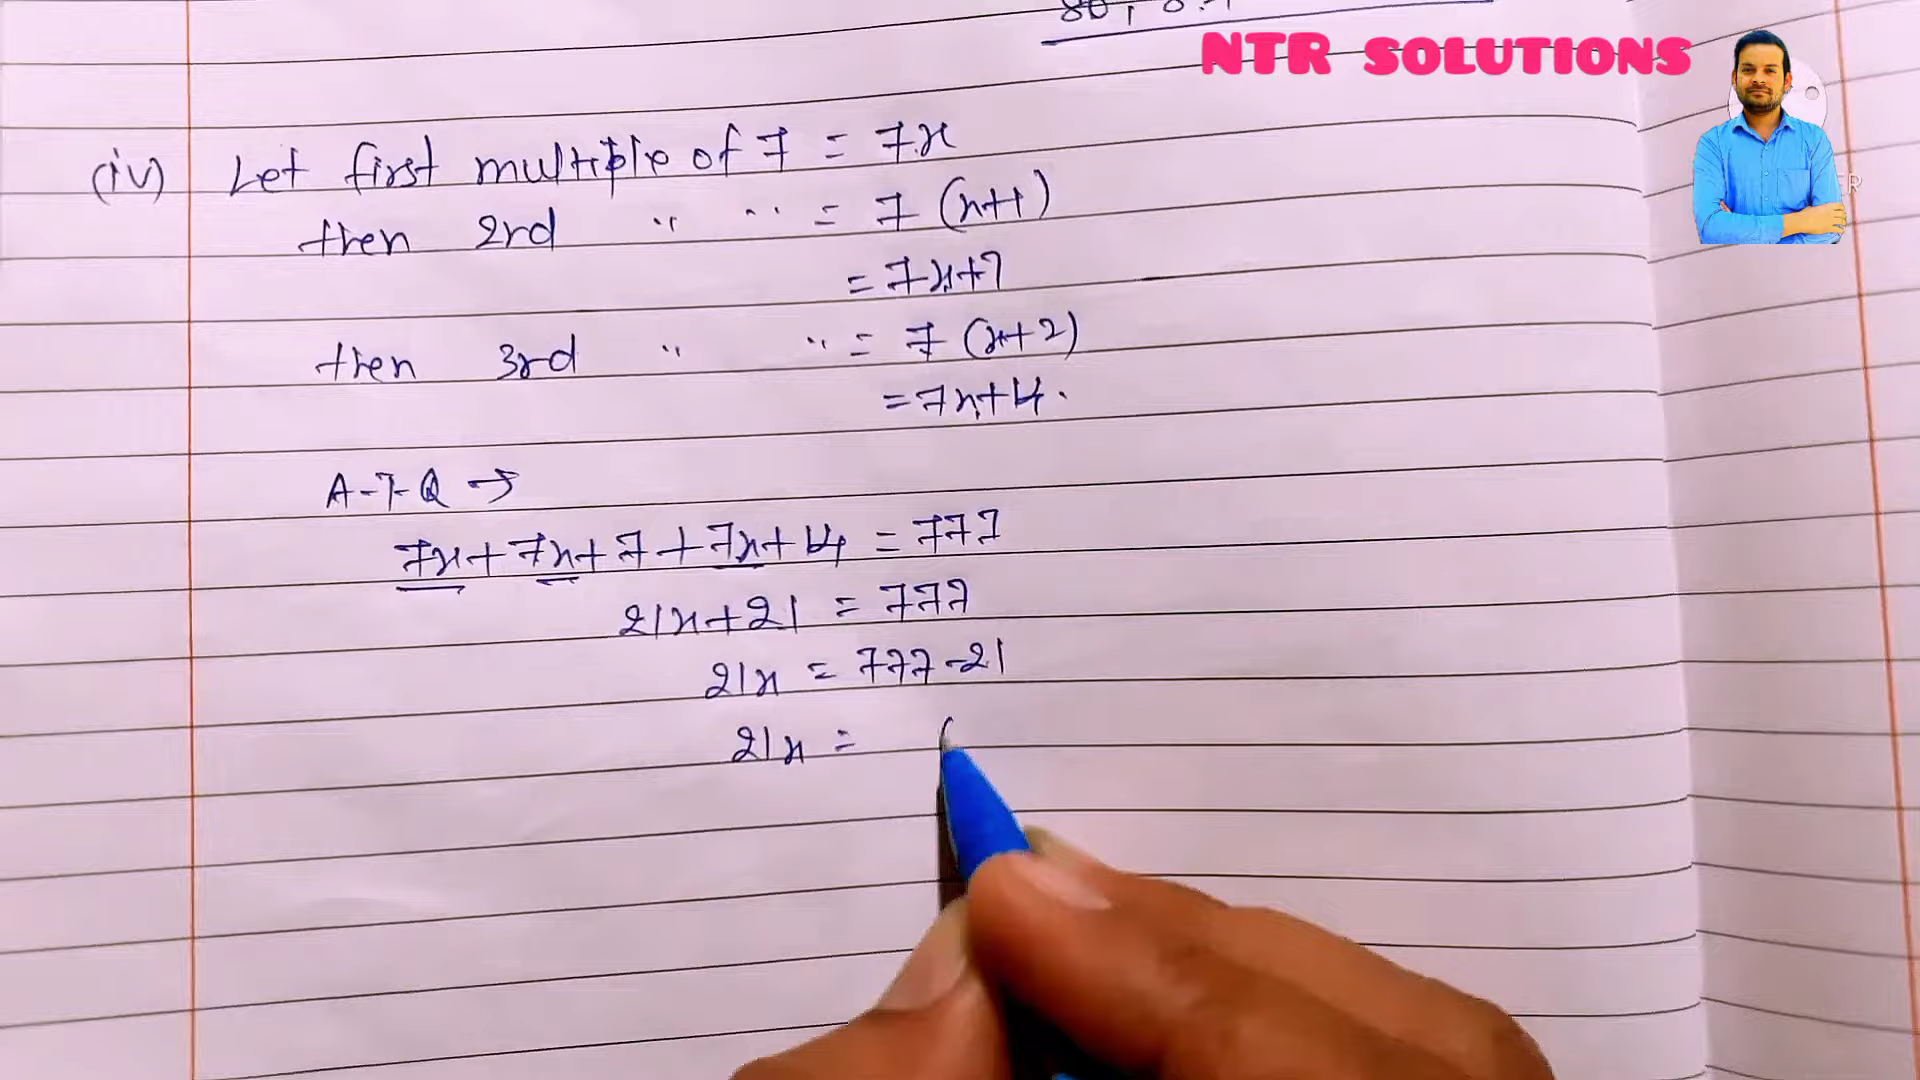 NTR SOLUTIONS
(iv) Let first multiple of 7 = 7x
then 2rd " " = 7 (x+1)
= 7x+7
then 3rd " " = 7 (x+2)
= 7x+14.
A-T-Q →
7x + 7x + 7 + 7x + 14 = 777
21x + 21 = 777
21x = 777 - 21
21x =